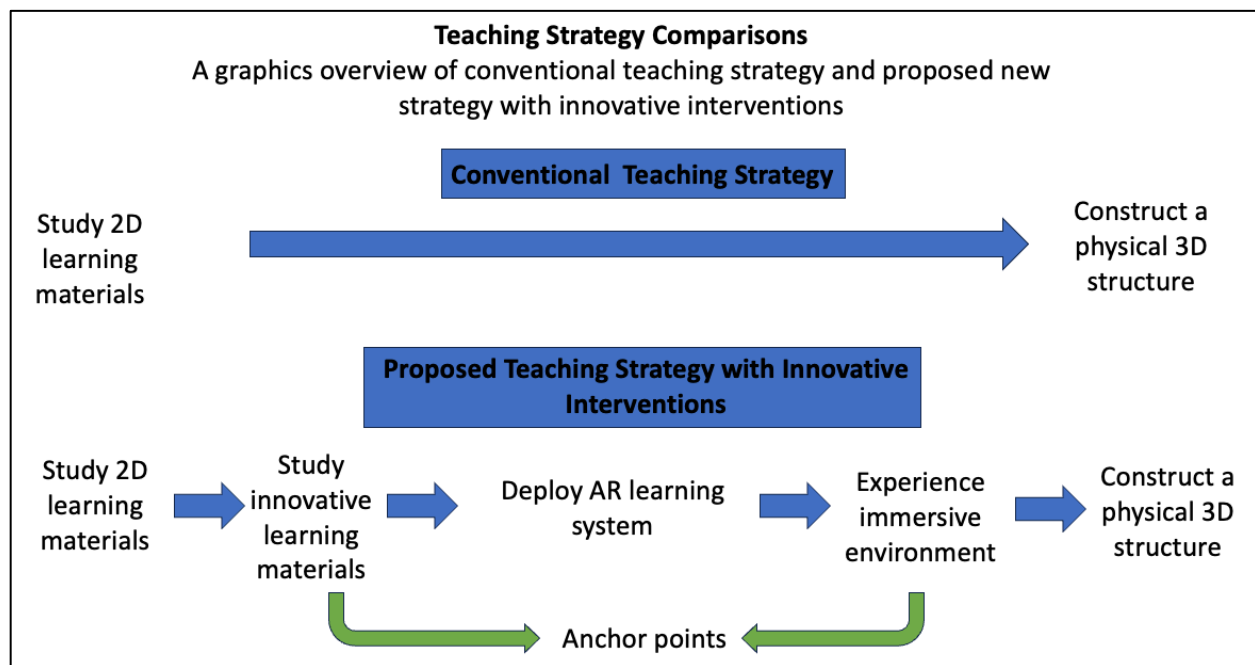 Teaching Strategy Comparisons
A graphics overview of conventional teaching strategy and proposed new
strategy with innovative interventions
Conventional  Teaching Strategy
Study 2D
learning
materials
Construct a
physical 3D
structure
Proposed Teaching Strategy with Innovative
Interventions
Study 2D
learning
materials
Study
innovative
learning
materials
Deploy AR learning
system
Experience
immersive
environment
Construct a
physical 3D
structure
Anchor points